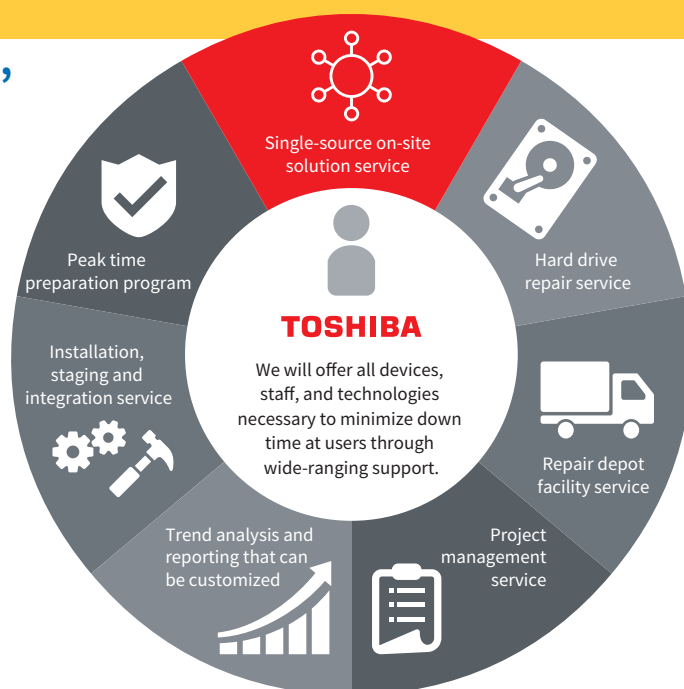 ,
Single-source on-site
solution service
Hard drive
repair service
Repair depot
facility service
Project
management
service
Trend analysis and
reporting that can
be customized
Installation,
staging and
integration service
Peak time
preparation program
TOSHIBA
We will offer all devices,
staff, and technologies
necessary to minimize down
time at users through
wide-ranging support.